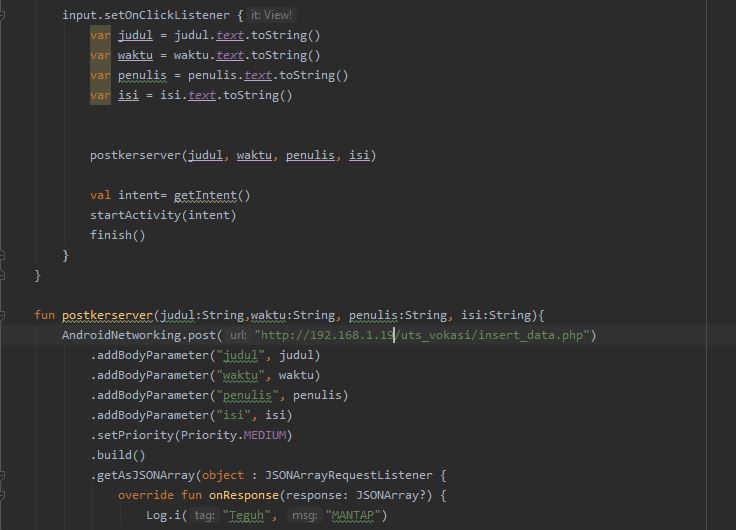 input.setOnClickListener { it: View!
var judul = judul.text.toString()
var waktu = waktu.text.toString()
var penulis = penulis.text.toString()
var isi = isi.text.toString()
postkerserver(judul, waktu, penulis, isi)
val intent= getIntent()
startActivity(intent)
finish()
}
}
fun postkerserver(judul:String,waktu:String, penulis:String, isi:String){
AndroidNetworking.post( url: "http://192.168.1.19/uts_vokasi/insert_data.php")
.addBodyParameter("judul", judul)
.addBodyParameter("waktu", waktu)
.addBodyParameter("penulis", penulis)
.addBodyParameter("isi", isi)
.setPriority(Priority.MEDIUM)
.build()
.getAsJSONArray(object : JSONArrayRequestListener {
override fun onResponse(response: JSONArray?) {
Log.i( tag: "Teguh", msg: "MANTAP")